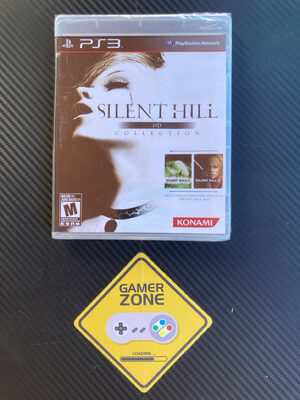 PS3
PlayStation Network
SILENT HILL
HD
COLLECTION
SILENT HILL 2
SILENT HILL 3
M
KONAMI
GAMER
ZONE
LOADING ...